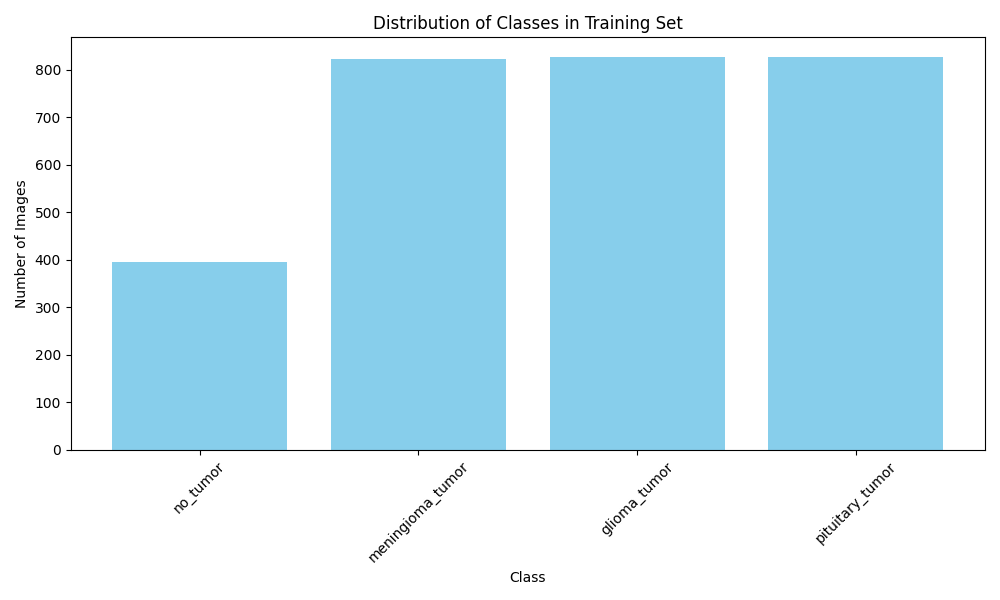 Distribution of Classes in Training Set
Number of Images
800
700
600
500
400
300
200
100
0
no_tumor
meningioma_tumor
glioma_tumor
pituitary_tumor
Class